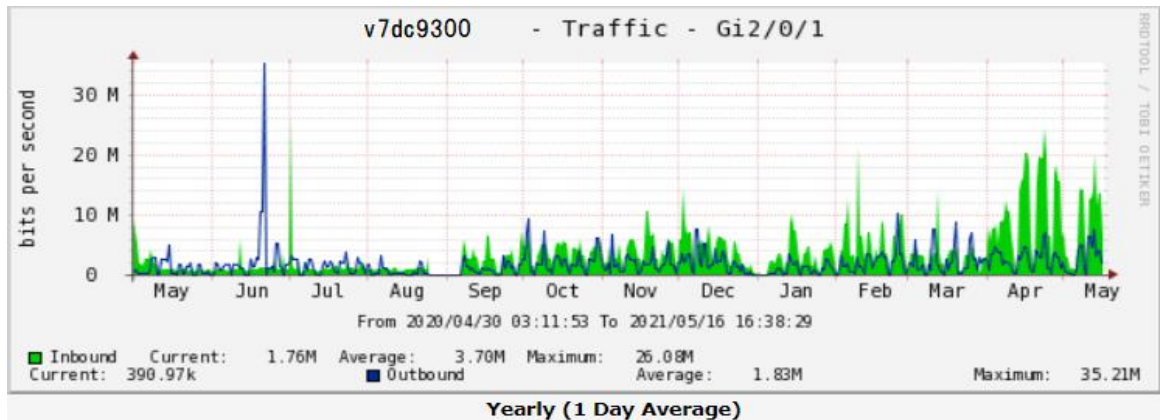 v7dc9300 - Traffic - Gi2/0/1
RRDTOOL / TOBI OETIKER
bits per second
30 M
20 M
10 M
0
May Jun Jul Aug Sep Oct Nov Dec Jan Feb Mar Apr May
From 2020/04/30 03:11:53 To 2021/05/16 16:38:29
Inbound Current: 1.76M Average: 3.70M Maximum: 26.08M
Current: 390.97k Outbound Average: 1.83M Maximum: 35.21M
Yearly (1 Day Average)